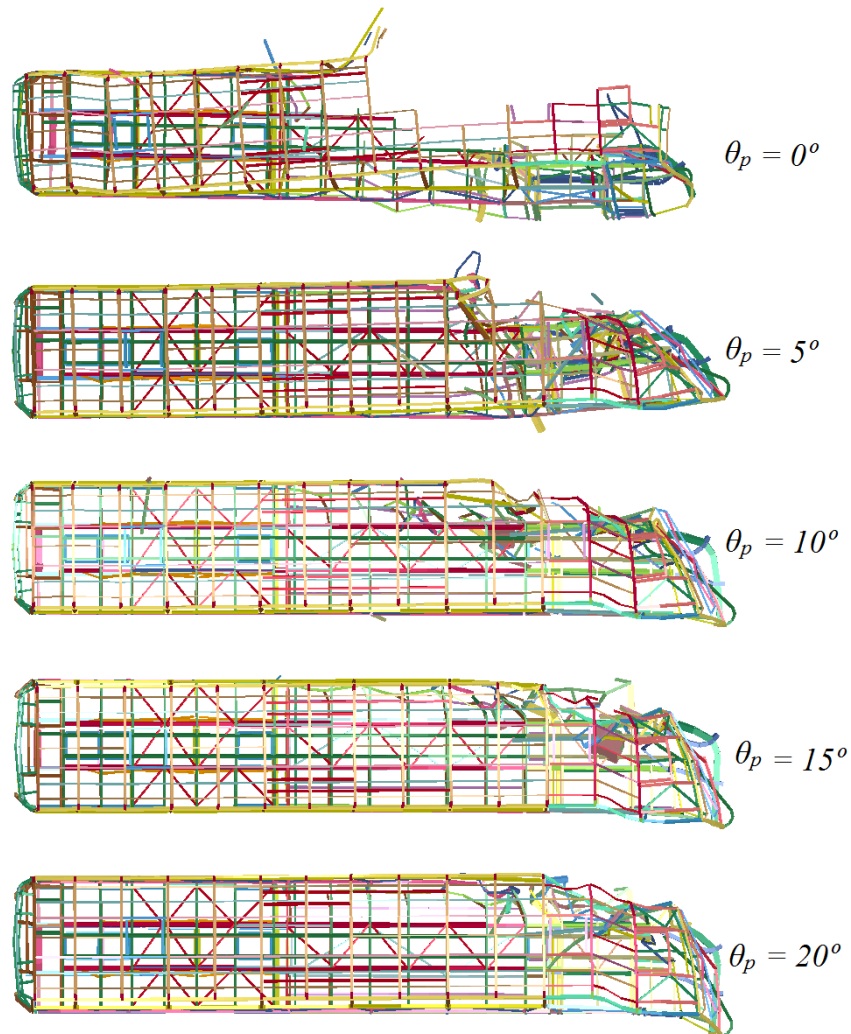 θp = 0º
θp = 5º
θp = 10º
θp = 15º
θp = 20º